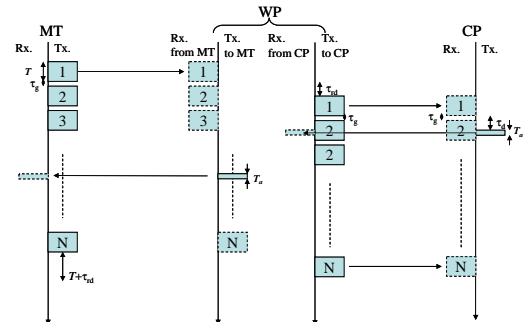 WP
MT
CP
Rx. Tx.
Rx. from MT
Tx. to MT
Rx. from CP
Tx. to CP
Rx. Tx.
T
τg
1
2
3
1
2
3
τrd
1
τg
2
2
1
τg
2
τd
Ta
Ta
N
T+τrd
N
N
N